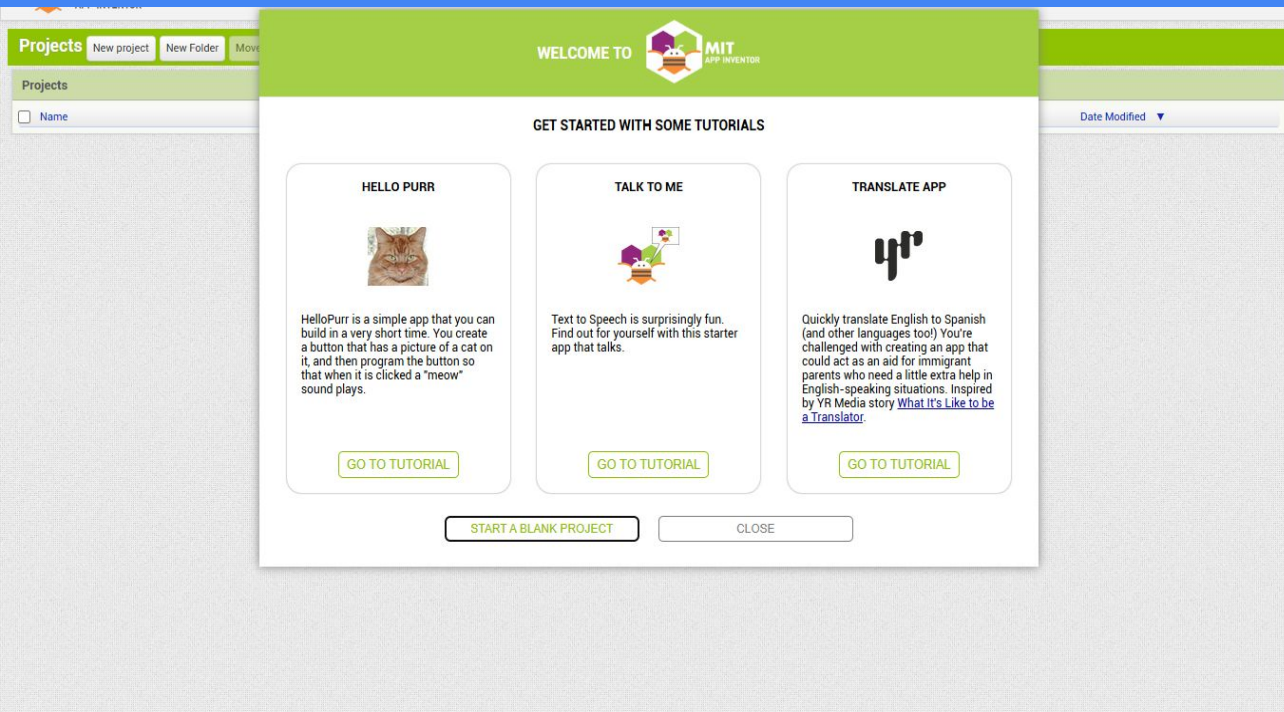 Projects New project New Folder Move
Projects
Name
Date Modified ▼
WELCOME TO MIT
APP INVENTOR
GET STARTED WITH SOME TUTORIALS
HELLO PURR
HelloPurr is a simple app that you can
build in a very short time. You create
a button that has a picture of a cat on
it, and then program the button so
that when it is clicked a "meow"
sound plays.
GO TO TUTORIAL
TALK TO ME
Text to Speech is surprisingly fun.
Find out for yourself with this starter
app that talks.
GO TO TUTORIAL
TRANSLATE APP
Quickly translate English to Spanish
(and other languages too!) You're
challenged with creating an app that
could act as an aid for immigrant
parents who need a little extra help in
English-speaking situations. Inspired
by YR Media story What It's Like to be
a Translator.
GO TO TUTORIAL
START A BLANK PROJECT
CLOSE